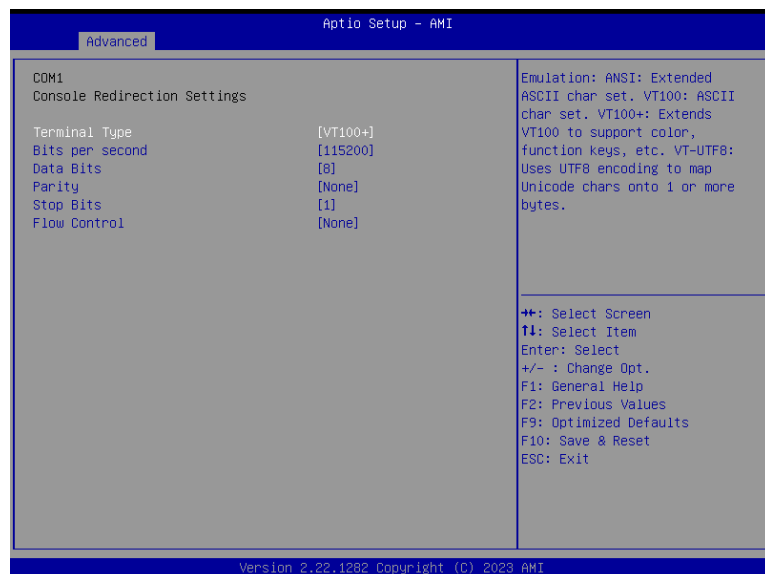 Aptio Setup – AMI
Advanced
COM1
Console Redirection Settings
Terminal Type [VT100+]
Bits per second [115200]
Data Bits [8]
Parity [None]
Stop Bits [1]
Flow Control [None]
Emulation: ANSI: Extended
ASCII char set. VT100: ASCII
char set. VT100+: Extends
VT100 to support color,
function keys, etc. VT-UTF8:
Uses UTF8 encoding to map
Unicode chars onto 1 or more
bytes.
→←: Select Screen
↑↓: Select Item
Enter: Select
+/- : Change Opt.
F1: General Help
F2: Previous Values
F9: Optimized Defaults
F10: Save & Reset
ESC: Exit
Version 2.22.1282 Copyright (C) 2023 AMI